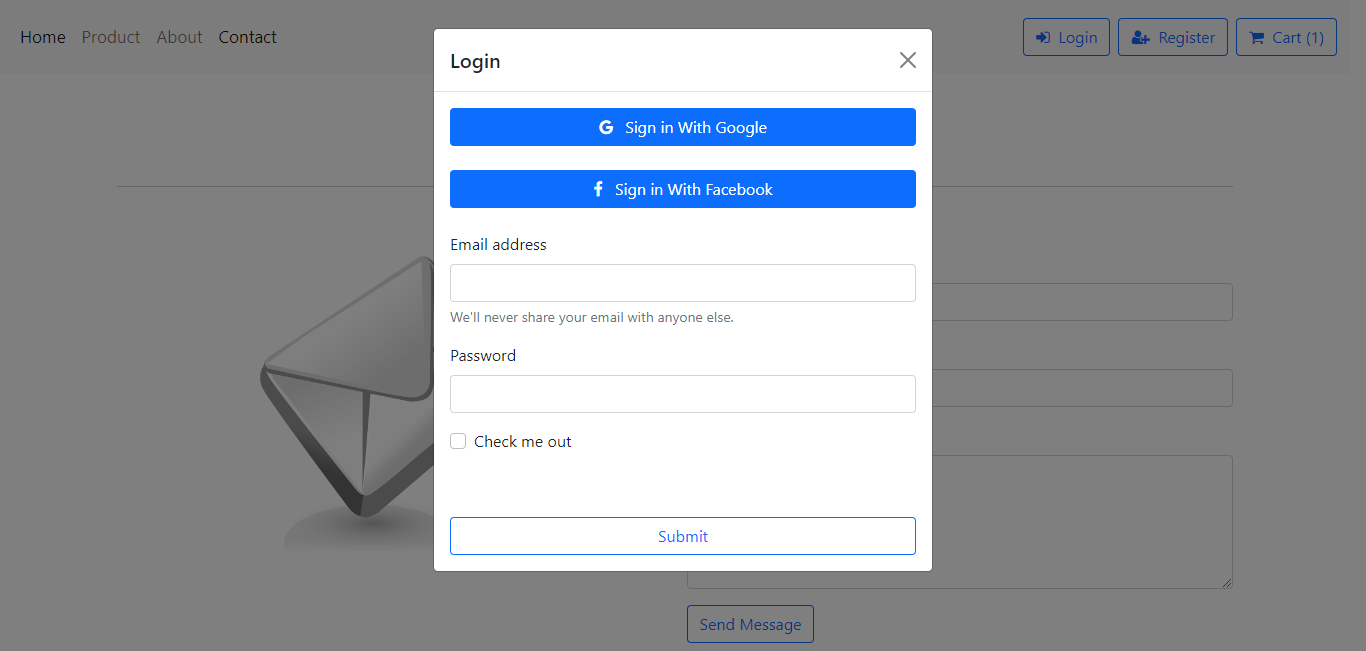 Home Product About Contact Login Register Cart (1)
Login
Sign in With Google
Sign in With Facebook
Email address
We'll never share your email with anyone else.
Password
Check me out
Submit
Send Message